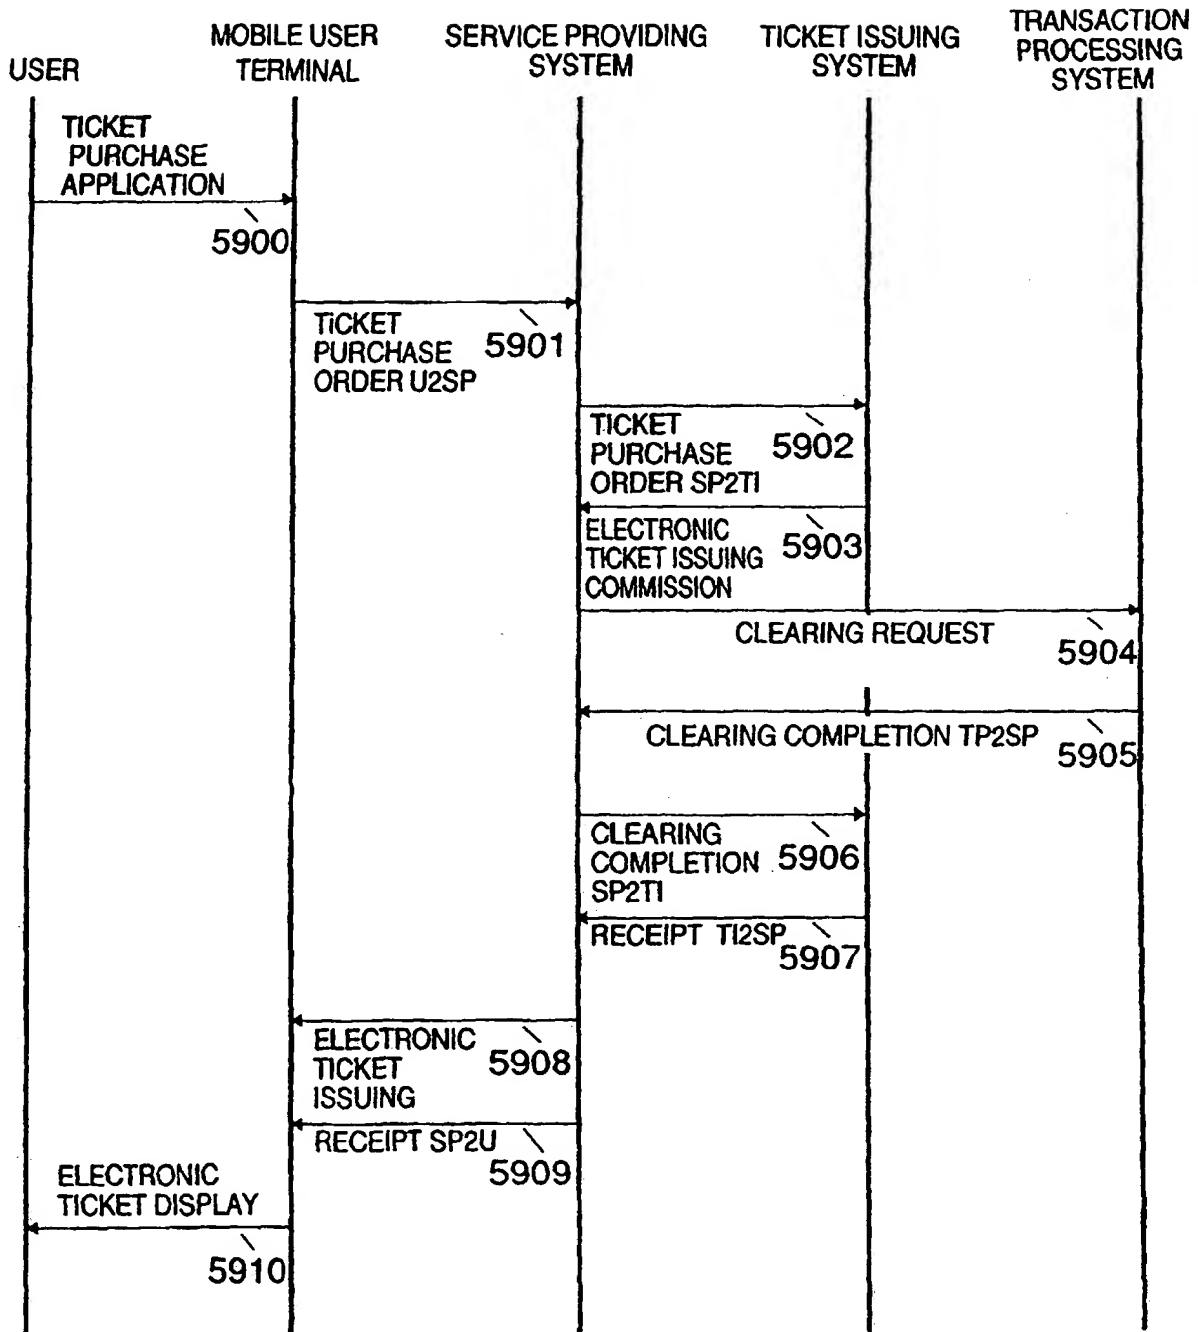 USER
MOBILE USER
TERMINAL
SERVICE PROVIDING
SYSTEM
TICKET ISSUING
SYSTEM
TRANSACTION
PROCESSING
SYSTEM
TICKET
PURCHASE
APPLICATION
5900
TICKET
PURCHASE
ORDER U2SP
5901
TICKET
PURCHASE
ORDER SP2TI
5902
ELECTRONIC
TICKET ISSUING
COMMISSION
5903
CLEARING REQUEST
5904
CLEARING COMPLETION TP2SP
5905
CLEARING
COMPLETION
SP2TI
5906
RECEIPT TI2SP
5907
ELECTRONIC
TICKET
ISSUING
5908
RECEIPT SP2U
5909
ELECTRONIC
TICKET DISPLAY
5910